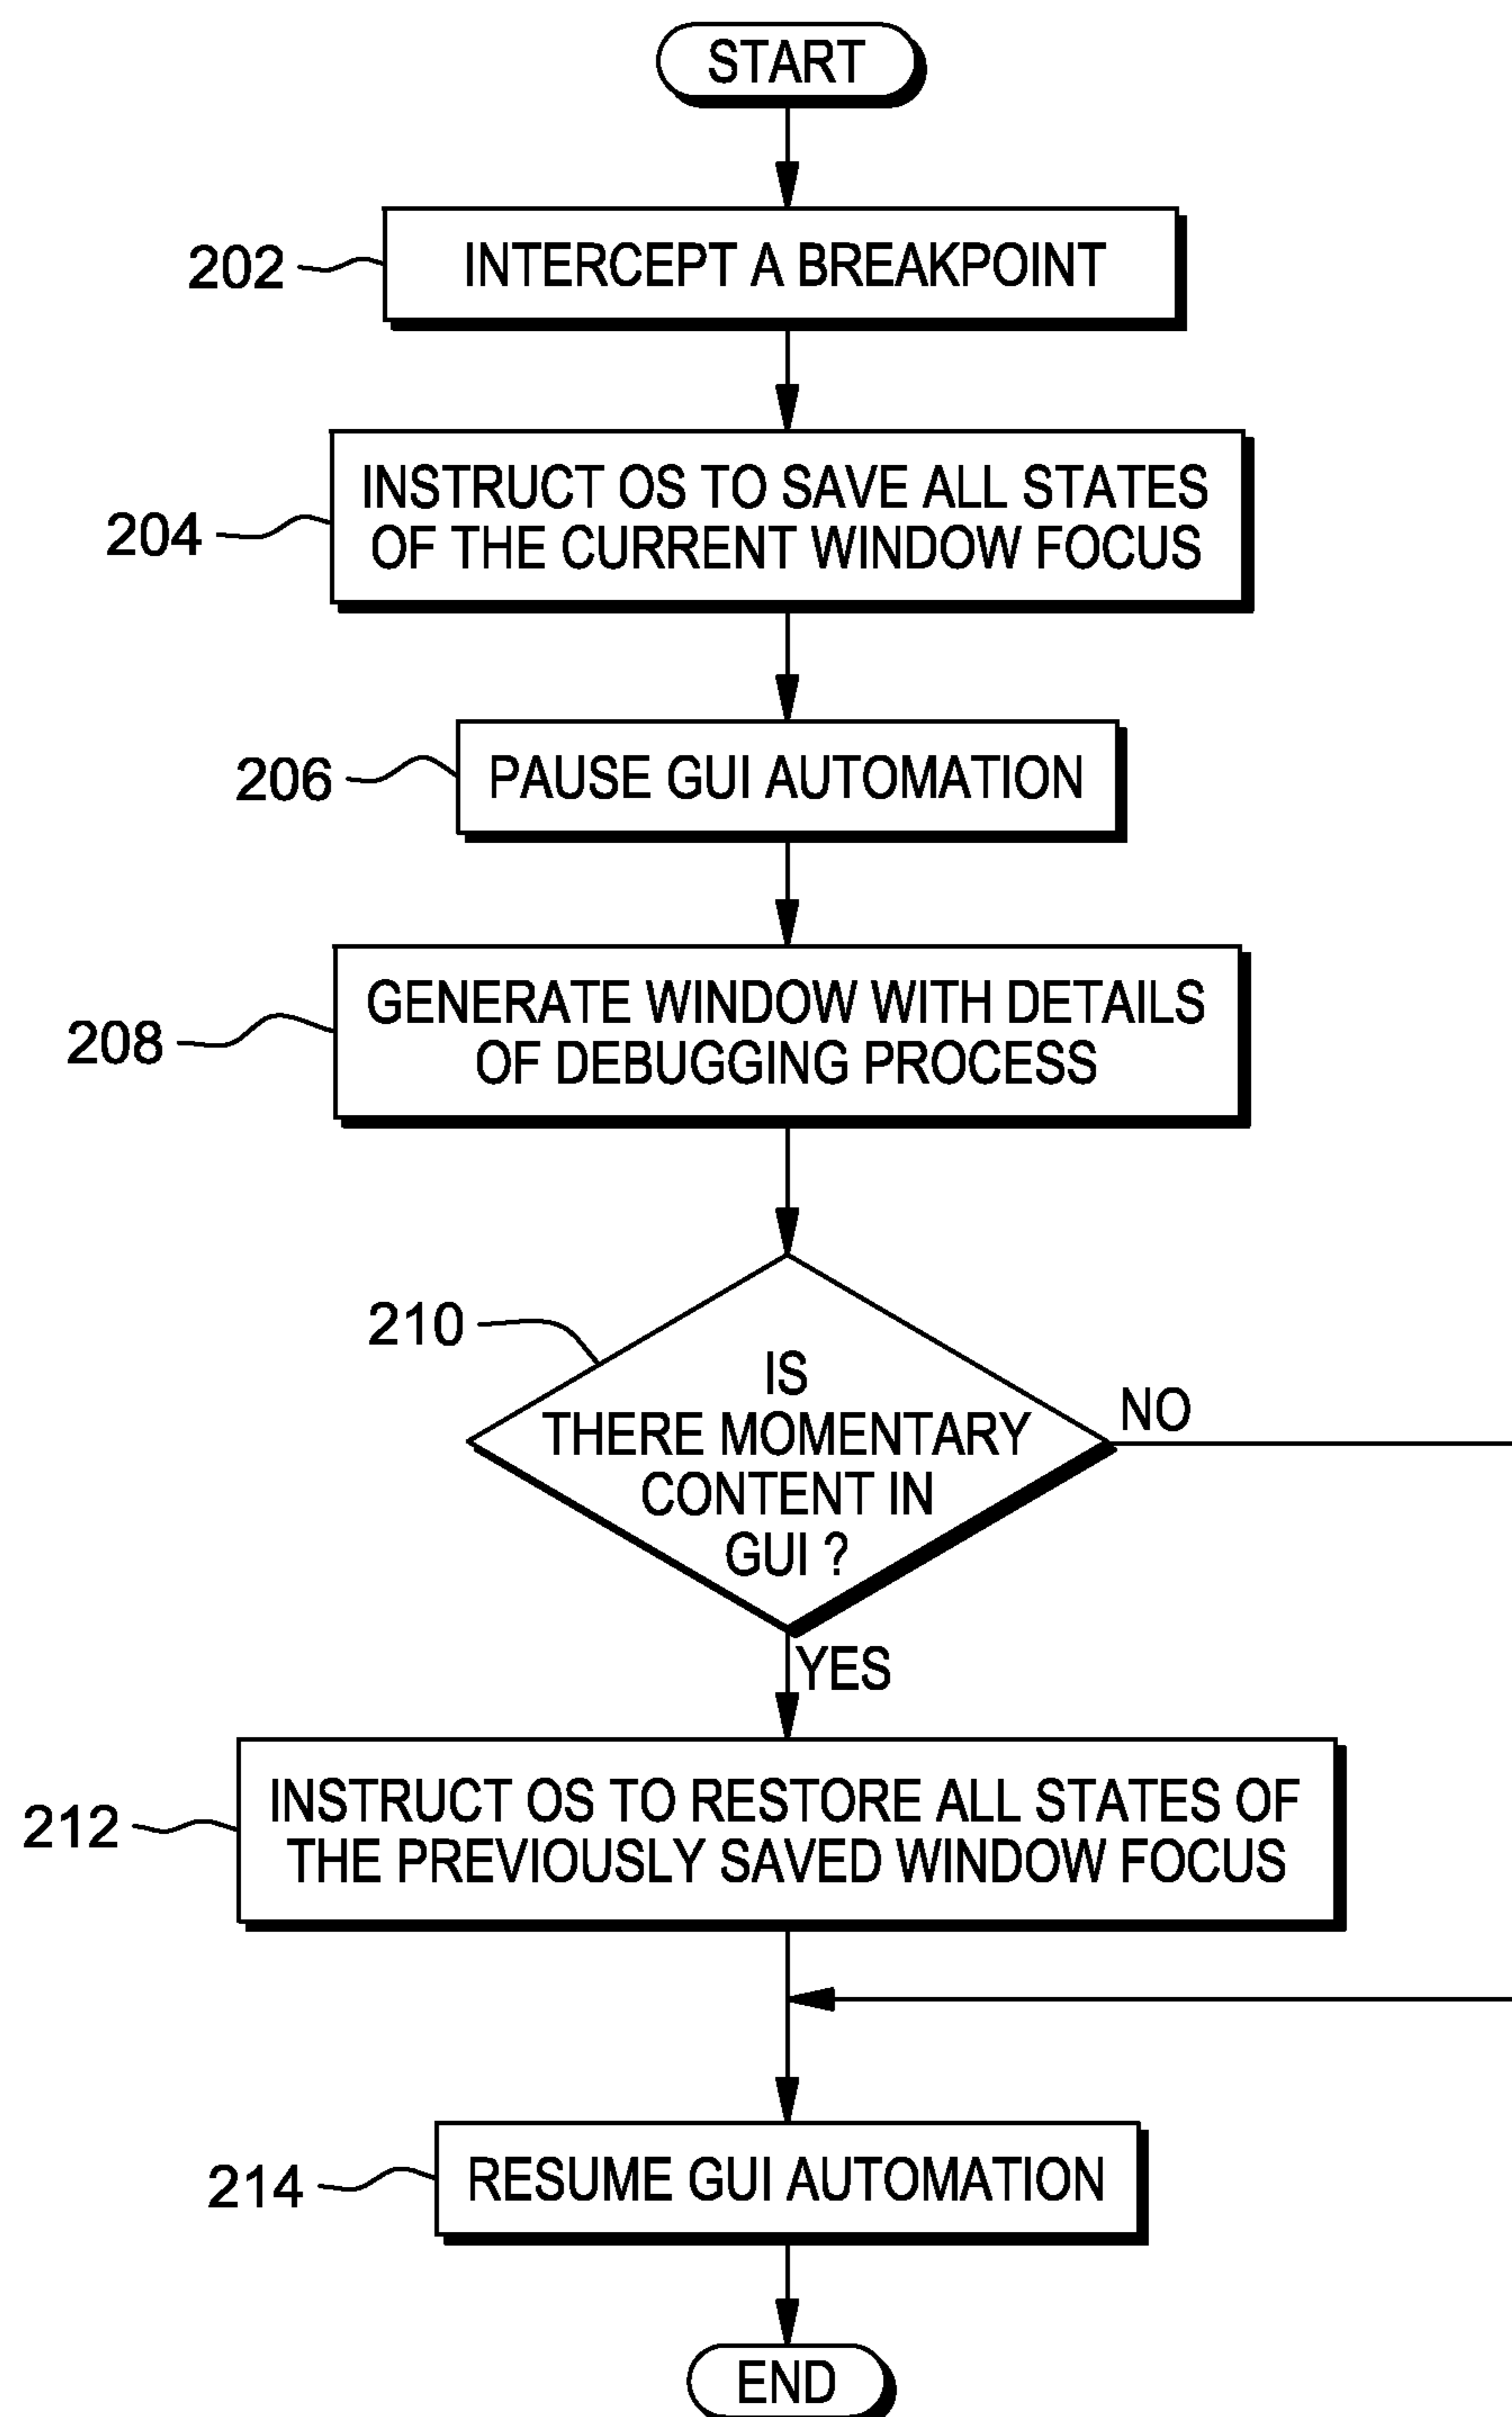 START
202
INTERCEPT A BREAKPOINT
204
INSTRUCT OS TO SAVE ALL STATES
OF THE CURRENT WINDOW FOCUS
206
PAUSE GUI AUTOMATION
208
GENERATE WINDOW WITH DETAILS
OF DEBUGGING PROCESS
210
IS
THERE MOMENTARY
CONTENT IN
GUI ?
NO
YES
212
INSTRUCT OS TO RESTORE ALL STATES OF
THE PREVIOUSLY SAVED WINDOW FOCUS
214
RESUME GUI AUTOMATION
END